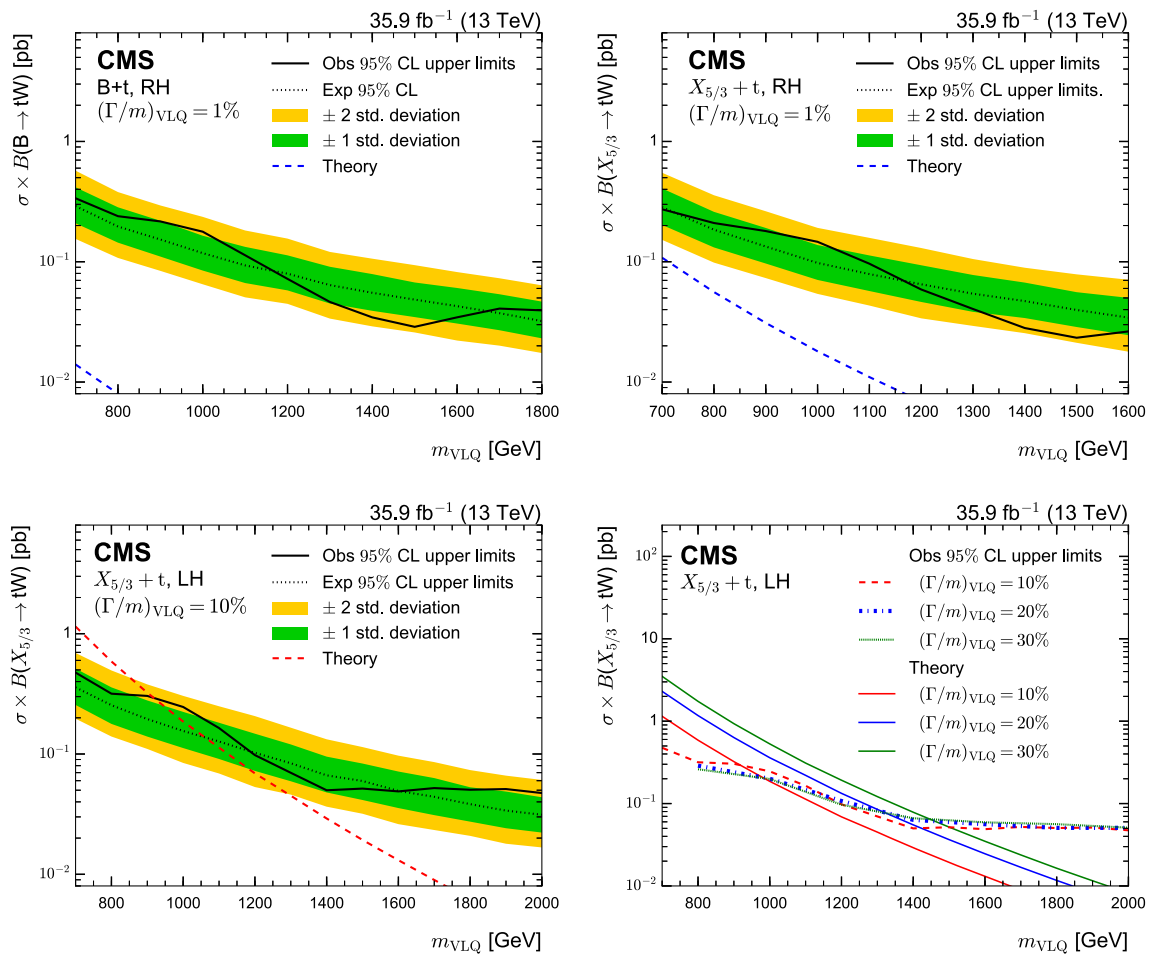 35.9 fb⁻¹ (13 TeV)
CMS
B+t, RH
(Γ/m)VLQ = 1%
Obs 95% CL upper limits
Exp 95% CL
± 2 std. deviation
± 1 std. deviation
Theory
σ × B(B → tW) [pb]
1
10⁻¹
10⁻²
800 1000 1200 1400 1600 1800
mVLQ [GeV]
35.9 fb⁻¹ (13 TeV)
CMS
X5/3 + t, RH
(Γ/m)VLQ = 1%
Obs 95% CL upper limits
Exp 95% CL upper limits.
± 2 std. deviation
± 1 std. deviation
Theory
σ × B(X5/3 → tW) [pb]
1
10⁻¹
10⁻²
700 800 900 1000 1100 1200 1300 1400 1500 1600
mVLQ [GeV]
35.9 fb⁻¹ (13 TeV)
CMS
X5/3 + t, LH
(Γ/m)VLQ = 10%
Obs 95% CL upper limits
Exp 95% CL upper limits
± 2 std. deviation
± 1 std. deviation
Theory
σ × B(X5/3 → tW) [pb]
1
10⁻¹
10⁻²
800 1000 1200 1400 1600 1800 2000
mVLQ [GeV]
35.9 fb⁻¹ (13 TeV)
CMS
X5/3 + t, LH
Obs 95% CL upper limits
(Γ/m)VLQ = 10%
(Γ/m)VLQ = 20%
(Γ/m)VLQ = 30%
Theory
(Γ/m)VLQ = 10%
(Γ/m)VLQ = 20%
(Γ/m)VLQ = 30%
σ × B(X5/3 → tW) [pb]
10²
10
1
10⁻¹
10⁻²
800 1000 1200 1400 1600 1800 2000
mVLQ [GeV]